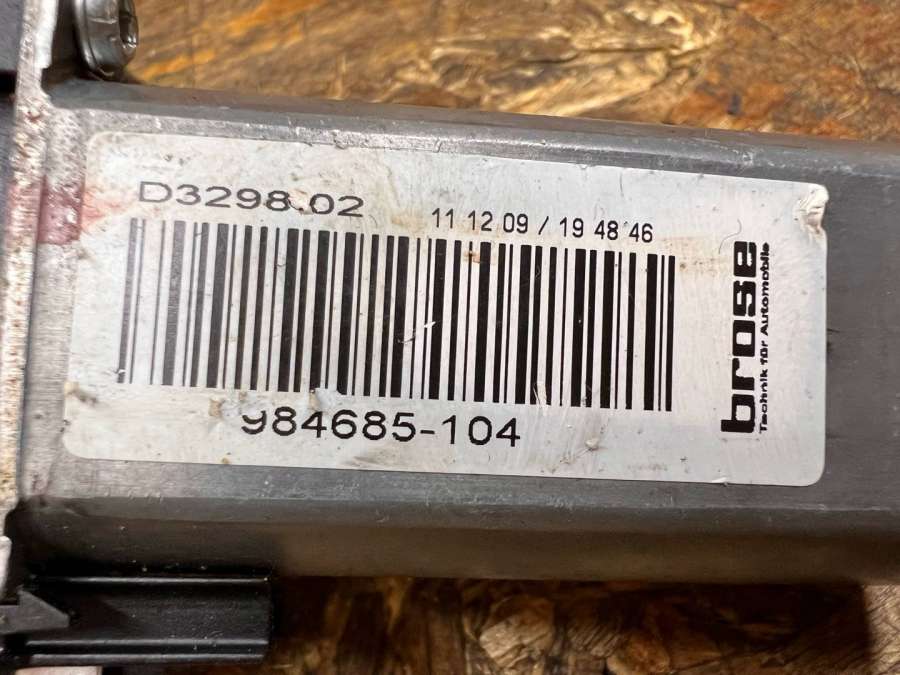 D3298.02
11 12 09 / 19 48 46
984685-104
brose
Technik für Automobile